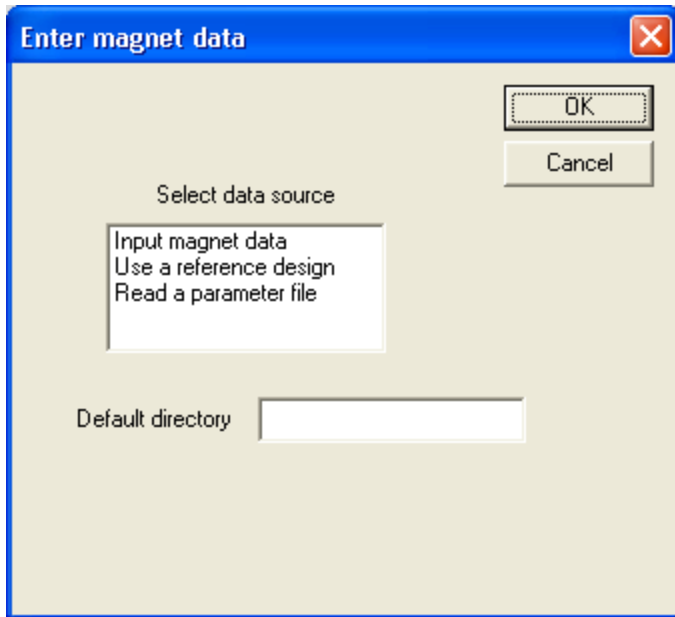 Enter magnet data
OK
Cancel
Select data source
Input magnet data
Use a reference design
Read a parameter file
Default directory